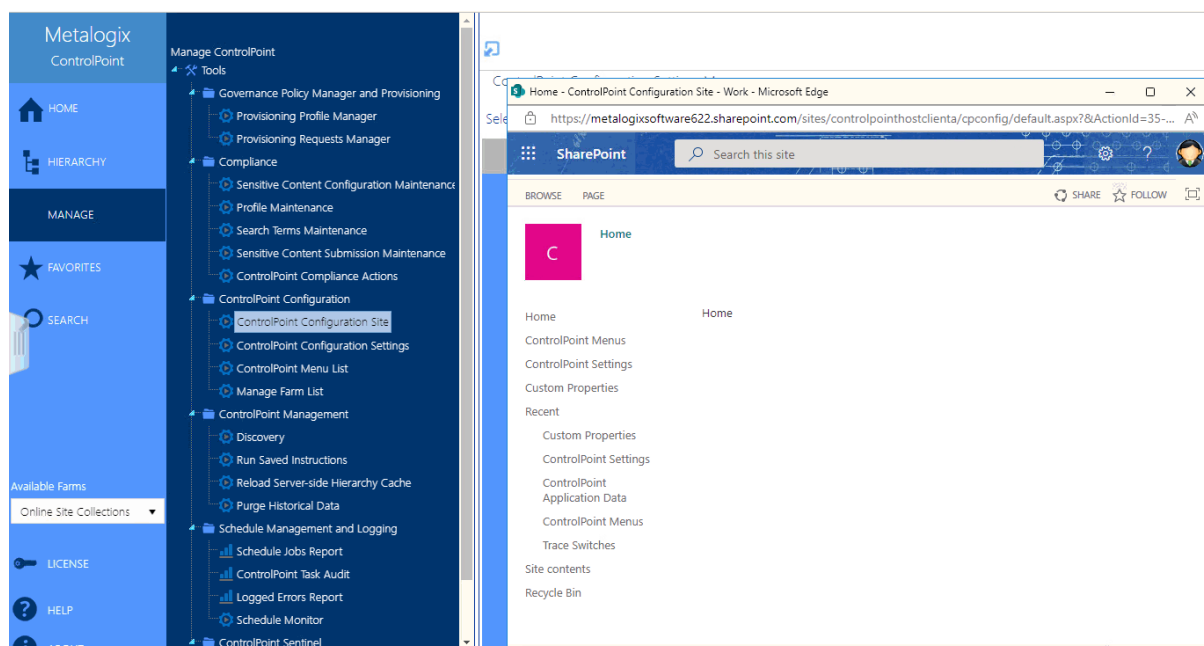 Metalogix
ControlPoint
HOME
HIERARCHY
MANAGE
FAVORITES
SEARCH
Available Farms
Online Site Collections
LICENSE
HELP
Manage ControlPoint
Tools
Governance Policy Manager and Provisioning
Provisioning Profile Manager
Provisioning Requests Manager
Compliance
Sensitive Content Configuration Maintenance
Profile Maintenance
Search Terms Maintenance
Sensitive Content Submission Maintenance
ControlPoint Compliance Actions
ControlPoint Configuration
ControlPoint Configuration Site
ControlPoint Configuration Settings
ControlPoint Menu List
Manage Farm List
ControlPoint Management
Discovery
Run Saved Instructions
Reload Server-side Hierarchy Cache
Purge Historical Data
Schedule Management and Logging
Schedule Jobs Report
ControlPoint Task Audit
Logged Errors Report
Schedule Monitor
ControlPoint Sentinel
Sele
Home - ControlPoint Configuration Site - Work - Microsoft Edge
https://metalogixsoftware622.sharepoint.com/sites/controlpointhostclienta/cpconfig/default.aspx?&ActionId=35-...
SharePoint
Search this site
BROWSE PAGE SHARE FOLLOW
C
Home
Home
Home
ControlPoint Menus
ControlPoint Settings
Custom Properties
Recent
Custom Properties
ControlPoint Settings
ControlPoint
Application Data
ControlPoint Menus
Trace Switches
Site contents
Recycle Bin